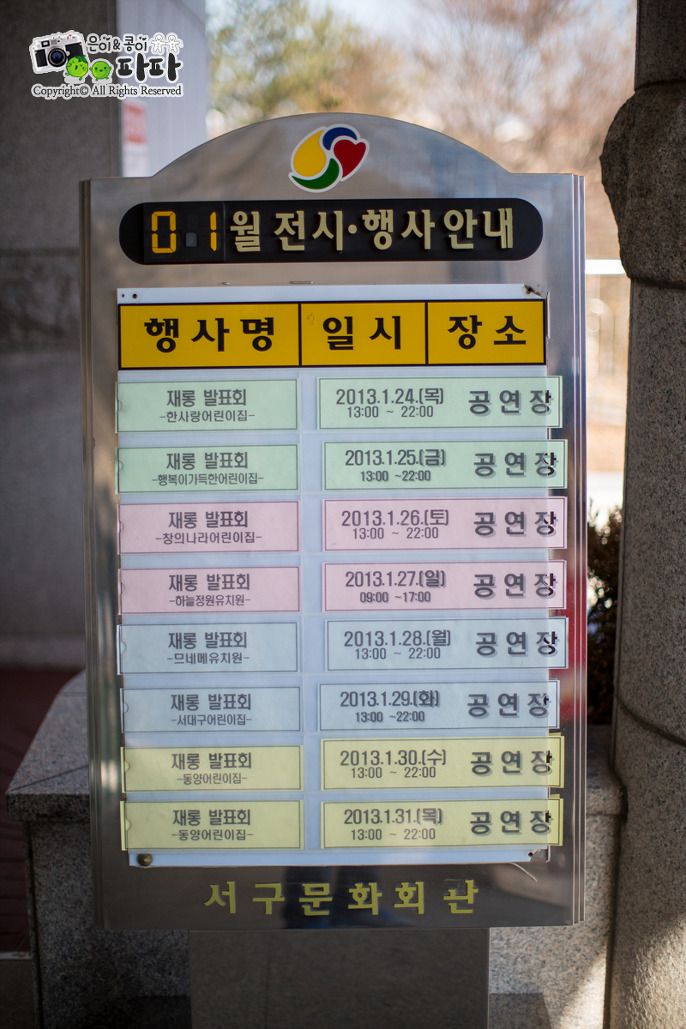 은이&콩이
파파
Copyright© All Rights Reserved
01월 전시·행사안내
행사명 일시 장소
재롱 발표회 2013.1.24.(목) 공연장
-한사랑어린이집- 13:00 ~ 22:00
재롱 발표회 2013.1.25.(금) 공연장
-행복이가득한어린이집- 13:00 ~22:00
재롱 발표회 2013.1.26.(토) 공연장
-창의나라어린이집- 13:00 ~ 22:00
재롱 발표회 2013.1.27.(일) 공연장
-하늘정원유치원- 09:00 ~17:00
재롱 발표회 2013.1.28.(월) 공연장
-므네메유치원- 13:00 ~ 22:00
재롱 발표회 2013.1.29.(화) 공연장
-서대구어린이집- 13:00 ~22:00
재롱 발표회 2013.1.30.(수) 공연장
-동양어린이집- 13:00 ~ 22:00
재롱 발표회 2013.1.31.(목) 공연장
-동양어린이집- 13:00 ~ 22:00
서구문화회관